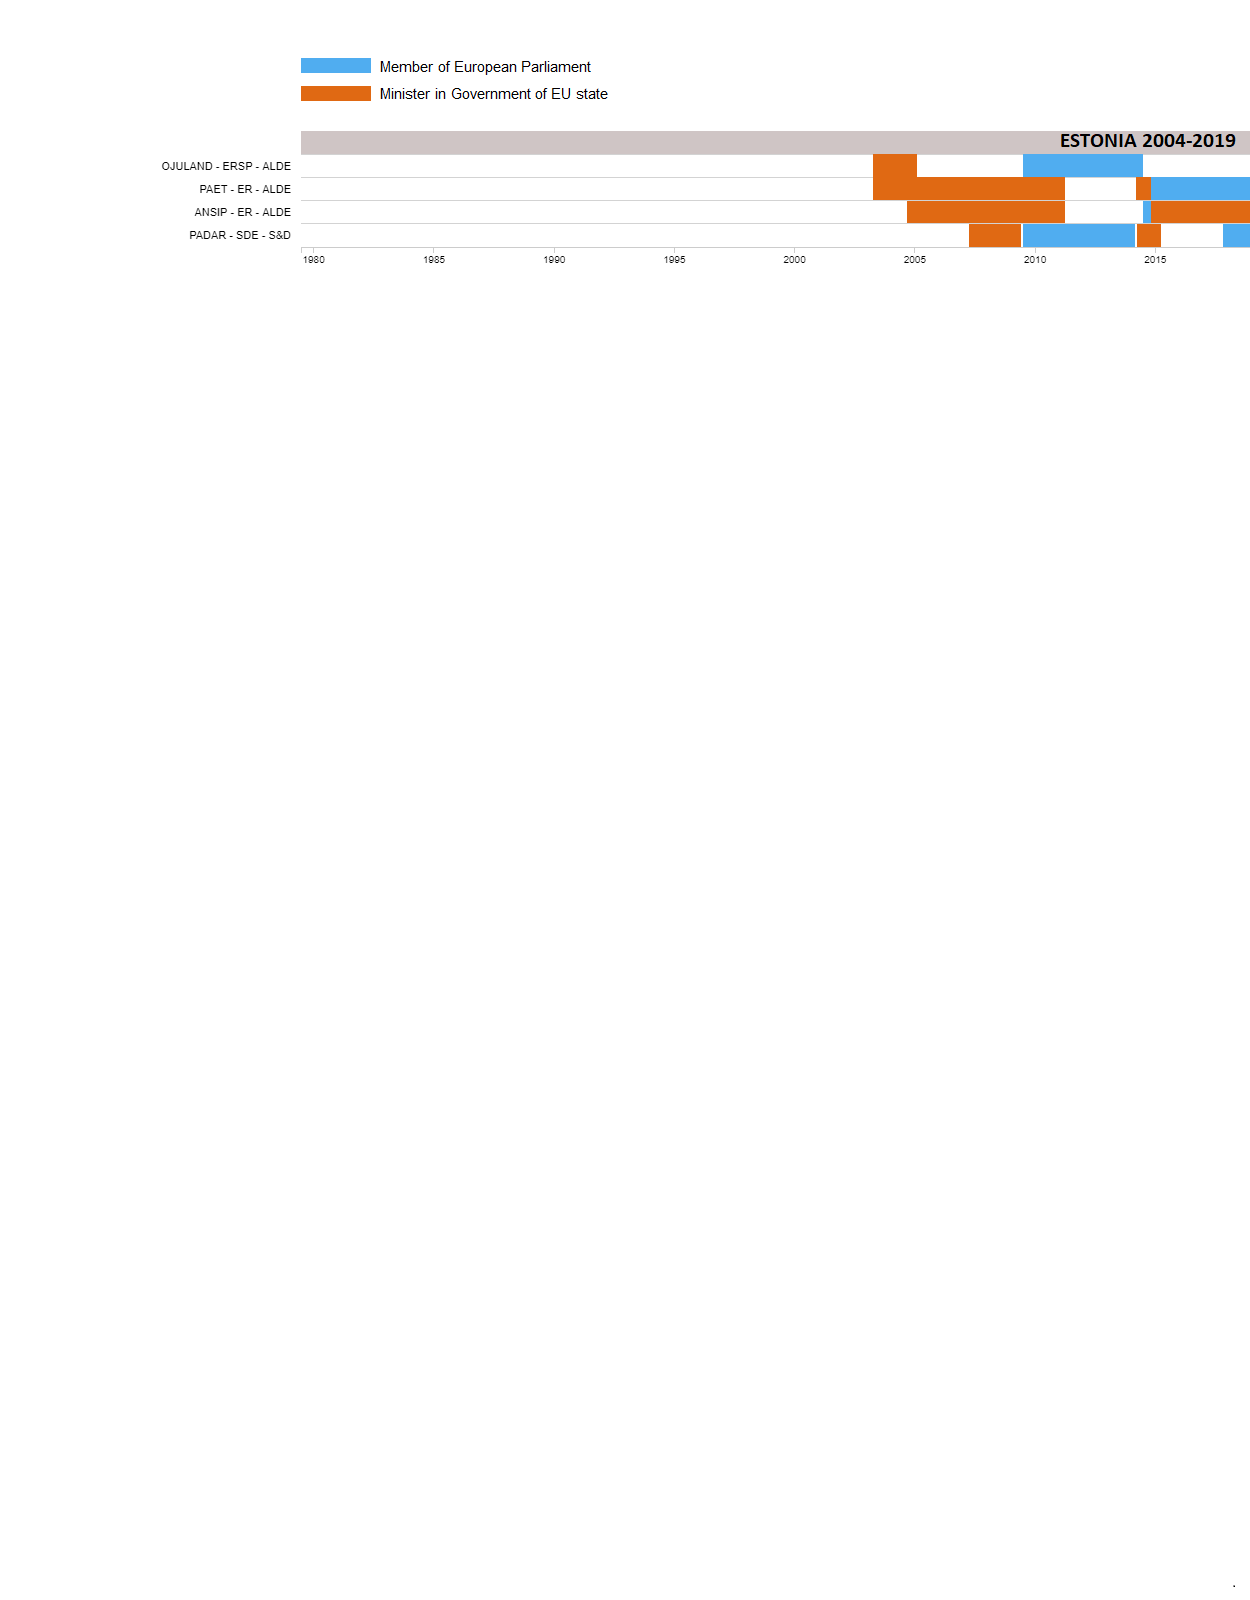 Member of European Parliament
Minister in Government of EU state
ESTONIA 2004-2019
OJULAND - ERSP - ALDE
PAET - ER - ALDE
ANSIP - ER - ALDE
PADAR - SDE - S&D
1980 1985 1990 1995 2000 2005 2010 2015
.